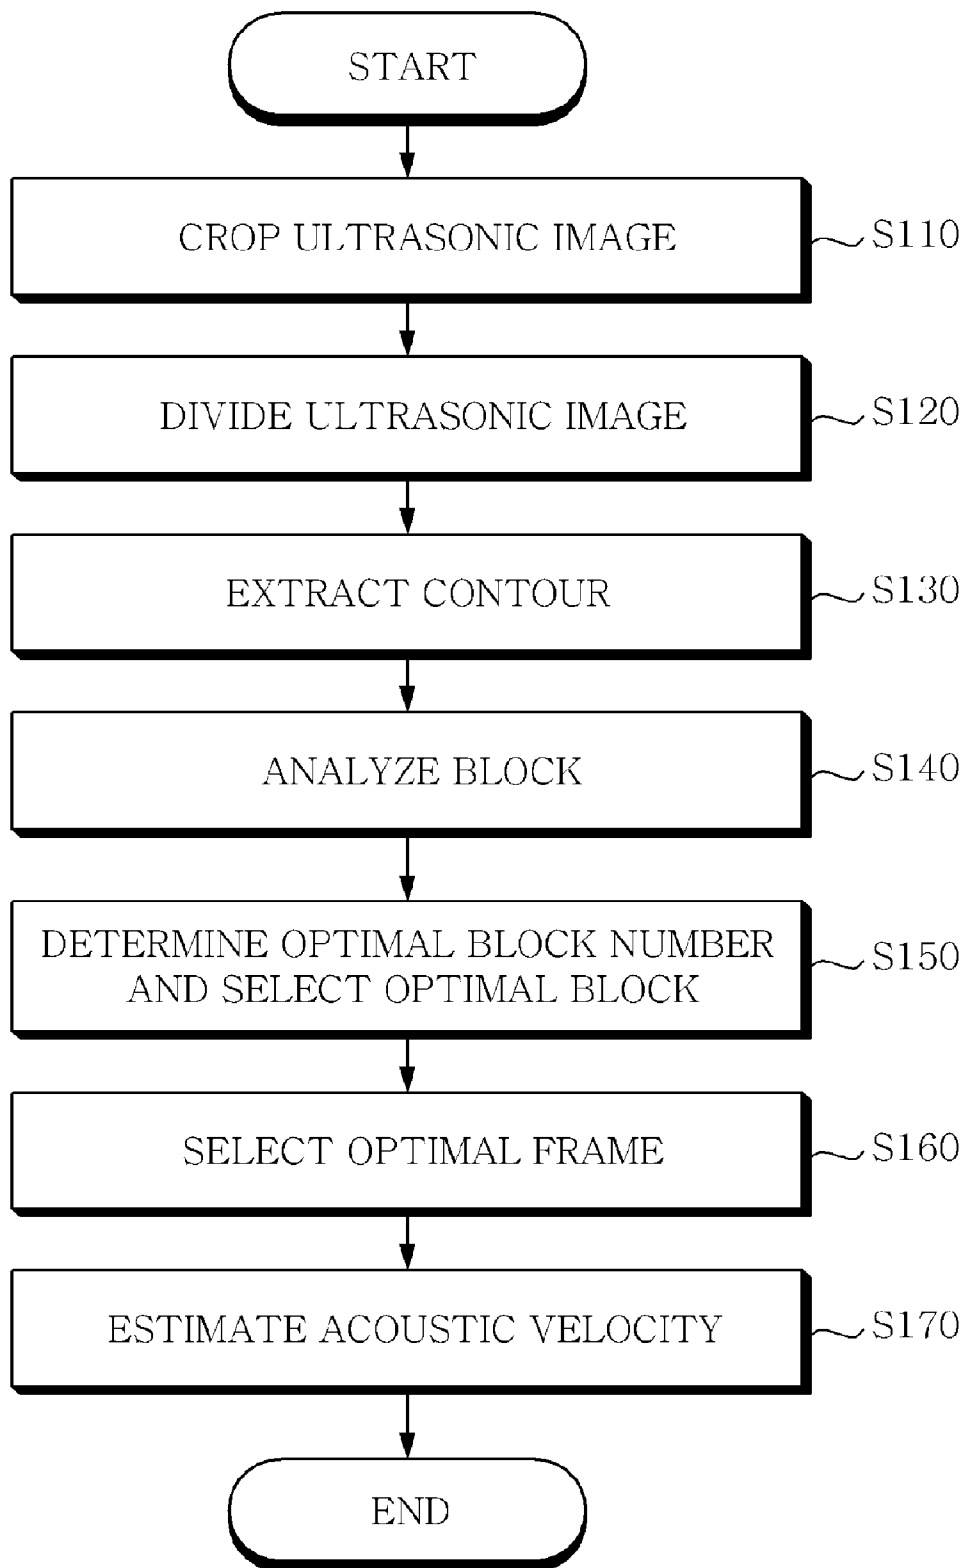 START
CROP ULTRASONIC IMAGE
S110
DIVIDE ULTRASONIC IMAGE
S120
EXTRACT CONTOUR
S130
ANALYZE BLOCK
S140
DETERMINE OPTIMAL BLOCK NUMBER
AND SELECT OPTIMAL BLOCK
S150
SELECT OPTIMAL FRAME
S160
ESTIMATE ACOUSTIC VELOCITY
S170
END